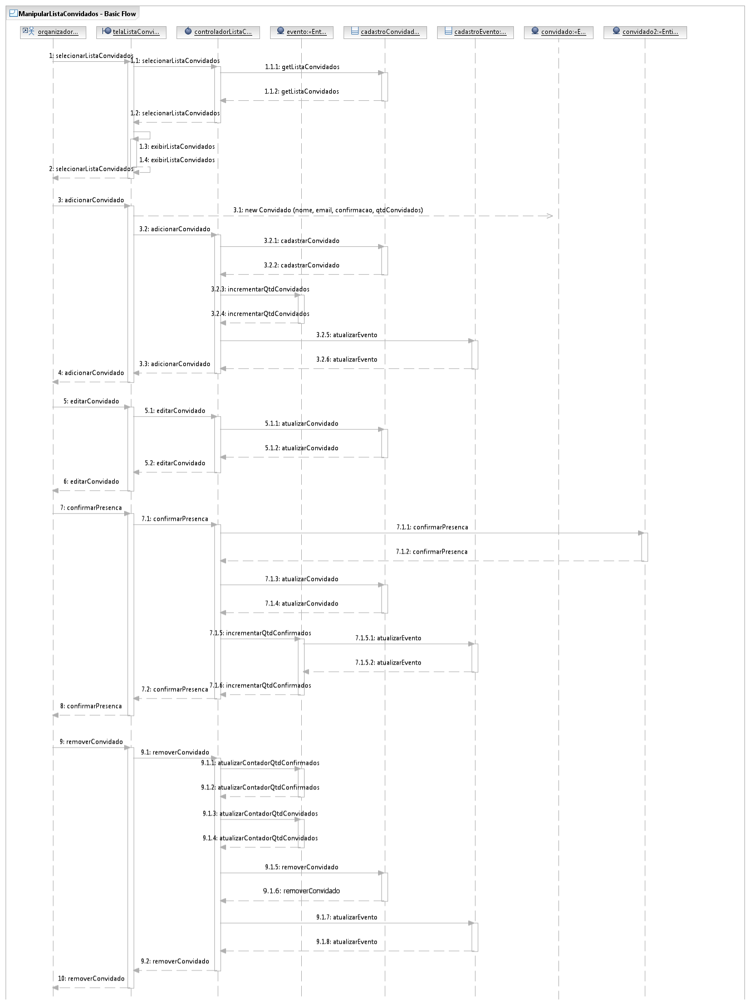 ManipularListaConvidados - Basic Flow
organizador...
telaListaConvi...
controladorListaC...
evento:«Ent...
cadastroConvidad...
cadastroEvento:...
convidado:«E...
convidado2:«Enti...
1: selecionarListaConvidados
1.1: selecionarListaConvidados
1.1.1: getListaConvidados
1.1.2: getListaConvidados
1.2: selecionarListaConvidados
1.3: exibirListaConvidados
1.4: exibirListaConvidados
2: selecionarListaConvidados
3: adicionarConvidado
3.1: new Convidado (nome, email, confirmacao, qtdConvidados)
3.2: adicionarConvidado
3.2.1: cadastrarConvidado
3.2.2: cadastrarConvidado
3.2.3: incrementarQtdConvidados
3.2.4: incrementarQtdConvidados
3.2.5: atualizarEvento
3.2.6: atualizarEvento
3.3: adicionarConvidado
4: adicionarConvidado
5: editarConvidado
5.1: editarConvidado
5.1.1: atualizarConvidado
5.1.2: atualizarConvidado
5.2: editarConvidado
6: editarConvidado
7: confirmarPresenca
7.1: confirmarPresenca
7.1.1: confirmarPresenca
7.1.2: confirmarPresenca
7.1.3: atualizarConvidado
7.1.4: atualizarConvidado
7.1.5: incrementarQtdConfirmados
7.1.5.1: atualizarEvento
7.1.5.2: atualizarEvento
7.1.6: incrementarQtdConfirmados
7.2: confirmarPresenca
8: confirmarPresenca
9: removerConvidado
9.1: removerConvidado
9.1.1: atualizarContadorQtdConfirmados
9.1.2: atualizarContadorQtdConfirmados
9.1.3: atualizarContadorQtdConvidados
9.1.4: atualizarContadorQtdConvidados
9.1.5: removerConvidado
9.1.6: removerConvidado
9.1.7: atualizarEvento
9.1.8: atualizarEvento
9.2: removerConvidado
10: removerConvidado